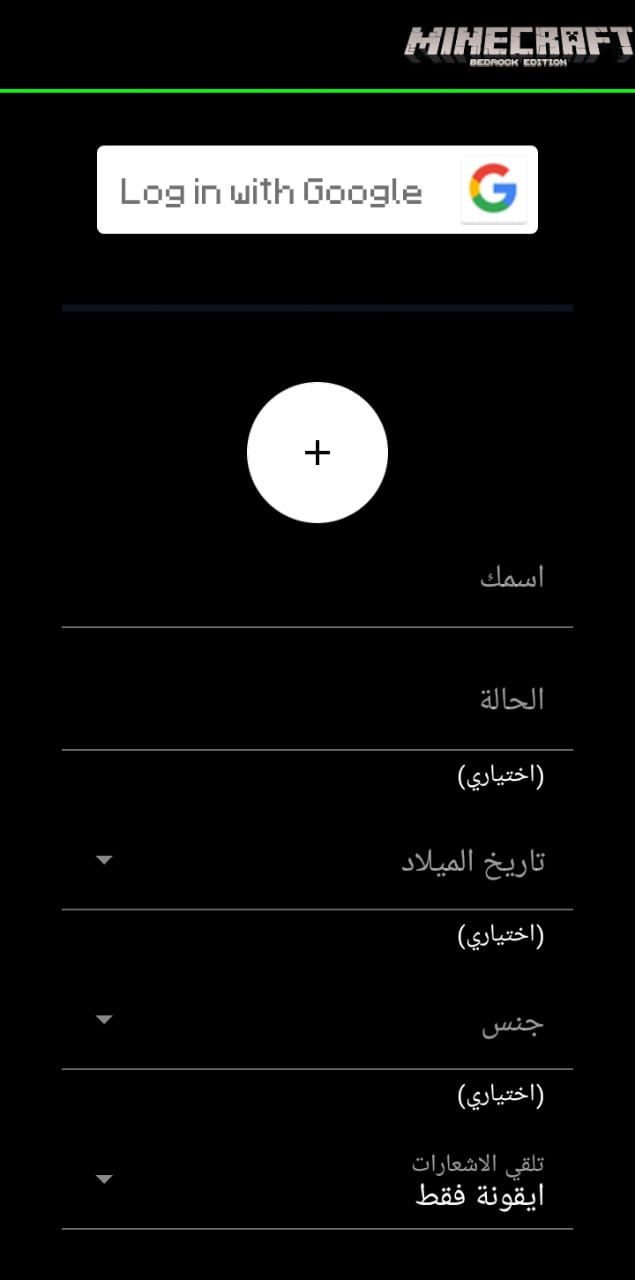 MINECRAFT
BEDROCK EDITION
Log in with Google
+
اسمك
الحالة
(اختياري)
تاريخ الميلاد
(اختياري)
جنس
(اختياري)
تلقي الاشعارات
ايقونة فقط